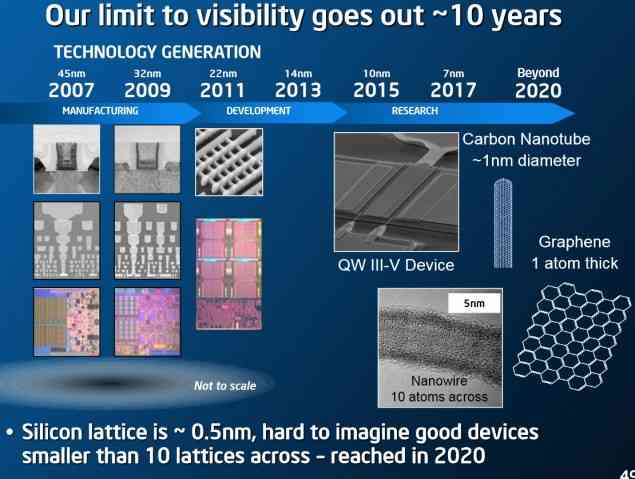 Our limit to visibility goes out ~10 years
TECHNOLOGY GENERATION
45nm 32nm 22nm 14nm 10nm 7nm Beyond
2007 2009 2011 2013 2015 2017 2020
MANUFACTURING DEVELOPMENT RESEARCH
Carbon Nanotube
~1nm diameter
Graphene
1 atom thick
QW III-V Device
5nm
Nanowire
10 atoms across
Not to scale
• Silicon lattice is ~ 0.5nm, hard to imagine good devices
smaller than 10 lattices across – reached in 2020